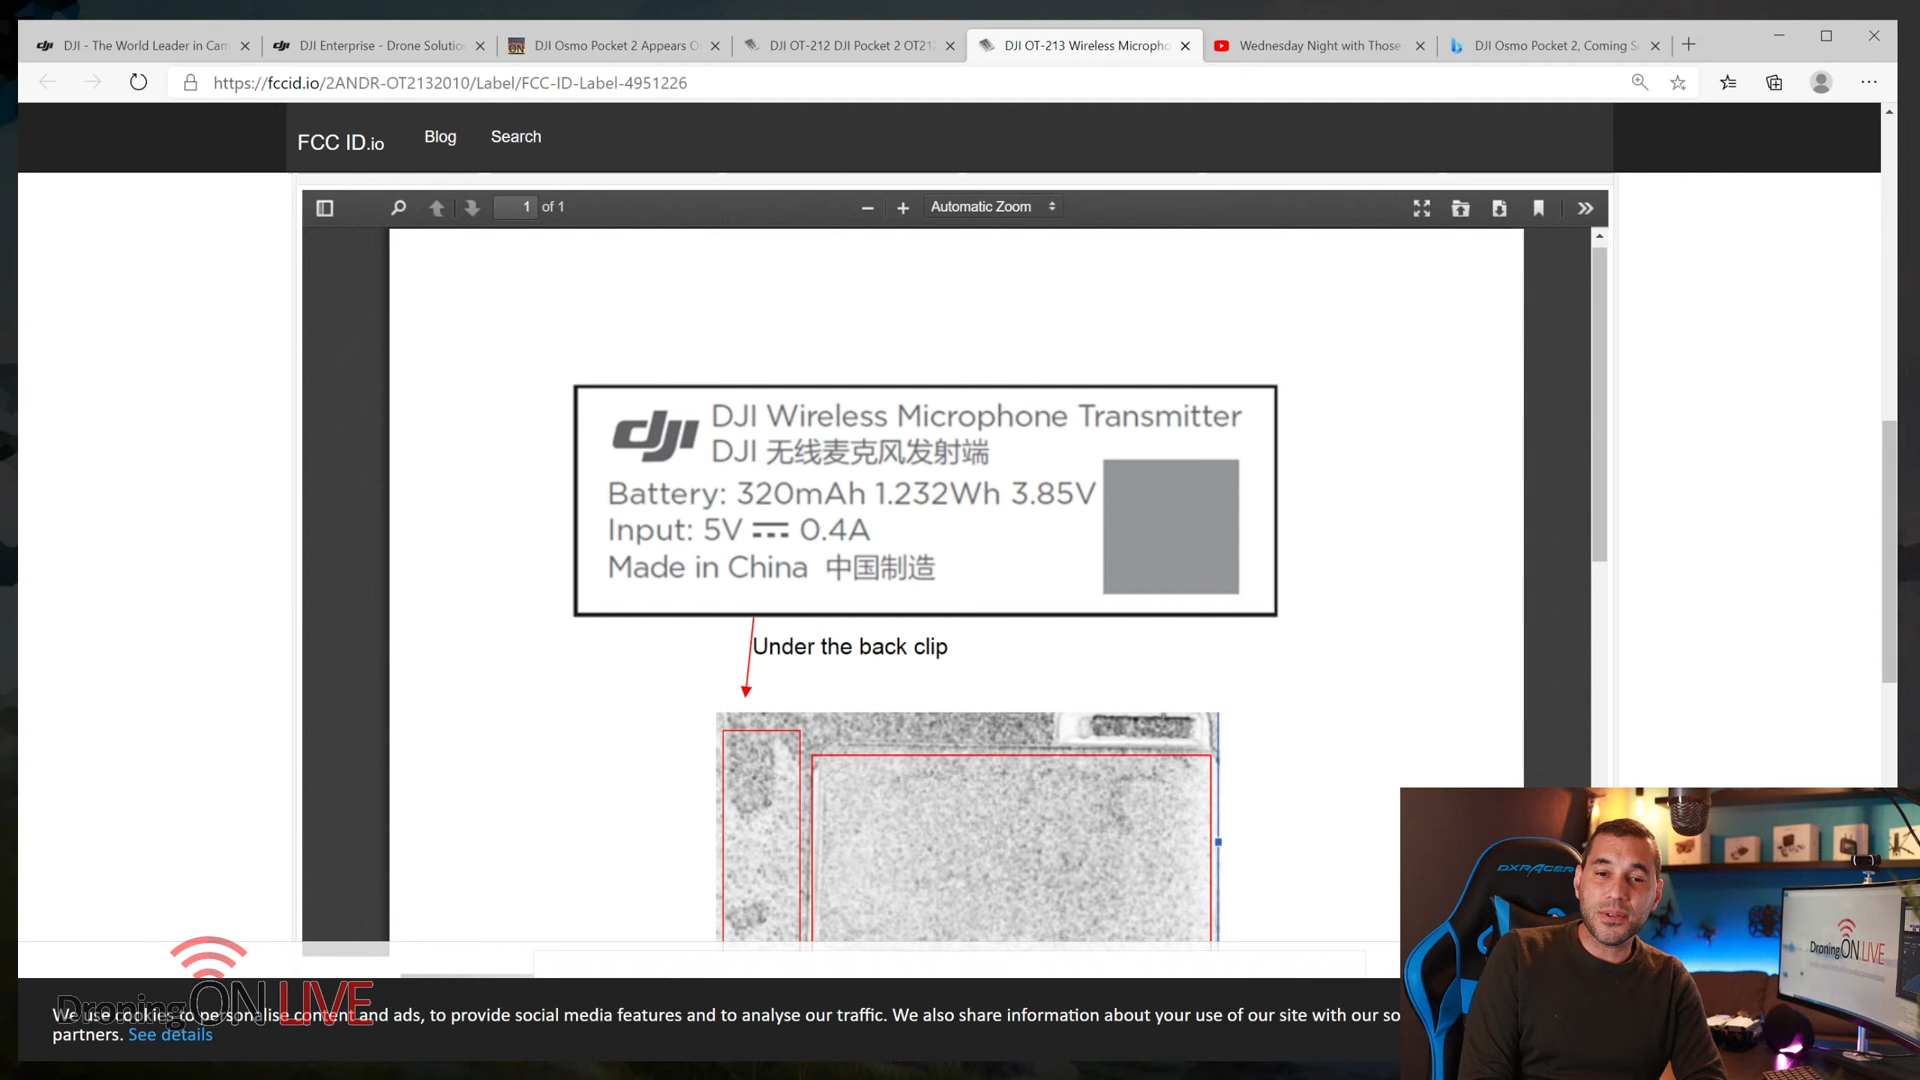 DJI - The World Leader in Cam
DJI Enterprise - Drone Solutio
DJI Osmo Pocket 2 Appears O
DJI OT-212 DJI Pocket 2 OT21
DJI OT-213 Wireless Micropho
Wednesday Night with Those
DJI Osmo Pocket 2, Coming S
https://fccid.io/2ANDR-OT2132010/Label/FCC-ID-Label-4951226
FCC ID.io
Blog
Search
1 of 1
Automatic Zoom
dji
DJI Wireless Microphone Transmitter
DJI 无线麦克风发射端
Battery: 320mAh 1.232Wh 3.85V
Input: 5V 0.4A
Made in China 中国制造
Under the back clip
DXRACER
DroningON LIVE
DroningON LIVE
We use cookies to personalise content and ads, to provide social media features and to analyse our traffic. We also share information about your use of our site with our so
partners. See details